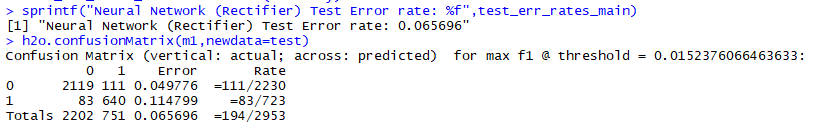 > sprintf("Neural Network (Rectifier) Test Error rate: %f",test_err_rates_main)
[1] "Neural Network (Rectifier) Test Error rate: 0.065696"
> h2o.confusionMatrix(m1,newdata=test)
Confusion Matrix (vertical: actual; across: predicted)  for max f1 @ threshold = 0.0152376066463633:
          0   1    Error       Rate
0      2119 111 0.049776  =111/2230
1        83 640 0.114799    =83/723
Totals 2202 751 0.065696  =194/2953